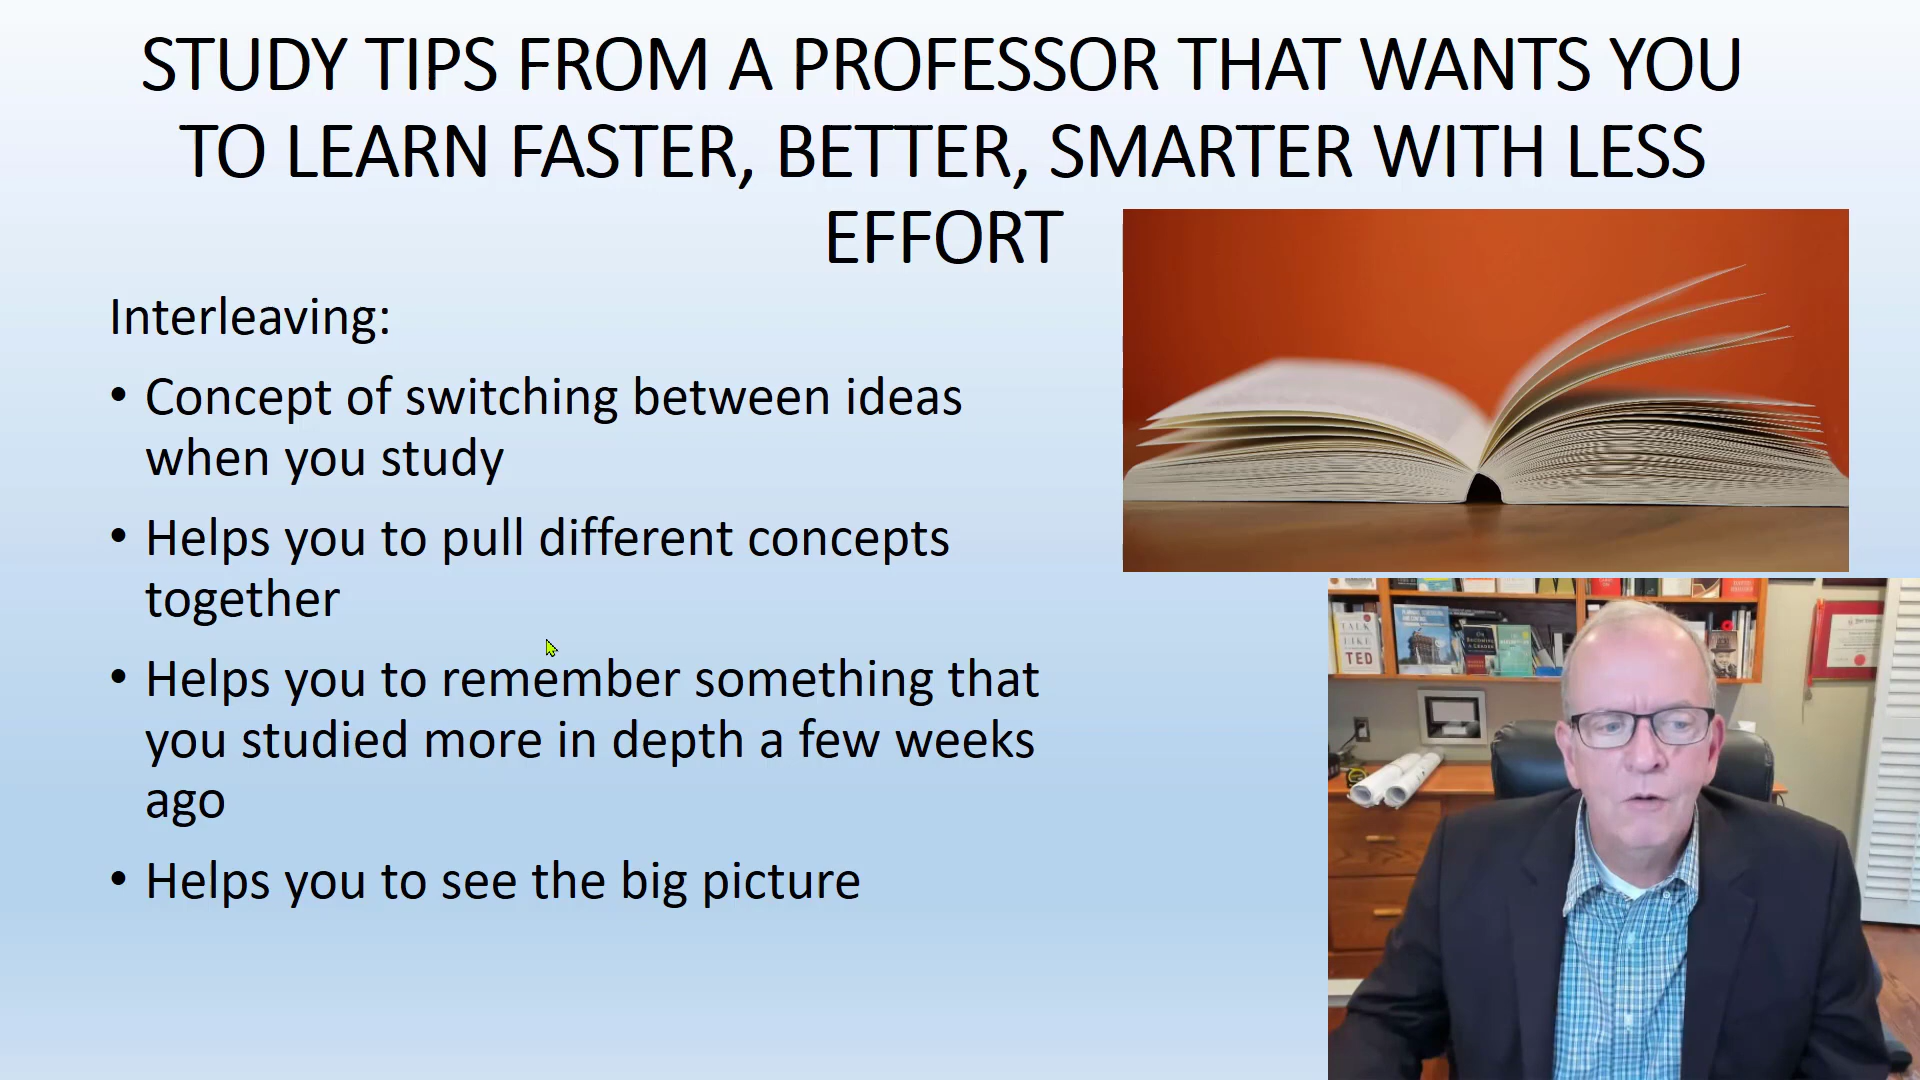 STUDY TIPS FROM A PROFESSOR THAT WANTS YOU
TO LEARN FASTER, BETTER, SMARTER WITH LESS
EFFORT
Interleaving:
• Concept of switching between ideas
when you study
• Helps you to pull different concepts
together
• Helps you to remember something that
you studied more in depth a few weeks
ago
• Helps you to see the big picture
TALK
LIKE
TED